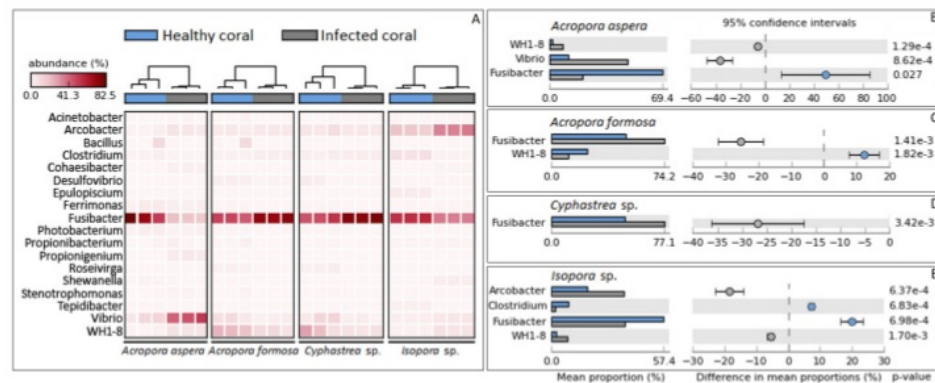 A
Healthy coral
Infected coral
abundance (%)
0.0 41.3 82.5
Acinetobacter
Arcobacter
Bacillus
Clostridium
Cohaesibacter
Desulfovibrio
Epulopiscium
Ferrimonas
Fusibacter
Photobacterium
Propionibacterium
Propionigenium
Roseivirga
Shewanella
Stenotrophomonas
Tepidibacter
Vibrio
WH1-8
Acropora aspera Acropora formosa Cyphastrea sp. Isopora sp.
Acropora aspera 95% confidence intervals
WH1-8 1.29e-4
Vibrio 8.62e-4
Fusibacter 0.027
0.0 69.4 −60 −40 −20 0 20 40 60 80 100
Acropora formosa
Fusibacter 1.41e-3
WH1-8 1.82e-3
0.0 74.2 −40 −30 −20 −10 0 10 20
Cyphastrea sp.
Fusibacter 3.42e-3
0.0 77.1 −40 −35 −30 −25 −20 −15 −10 −5 0
Isopora sp.
Arcobacter 6.37e-4
Clostridium 6.83e-4
Fusibacter 6.98e-4
WH1-8 1.70e-3
0.0 57.4 −30 −20 −10 0 10 20 30
Mean proportion (%) Difference in mean proportions (%) p-value